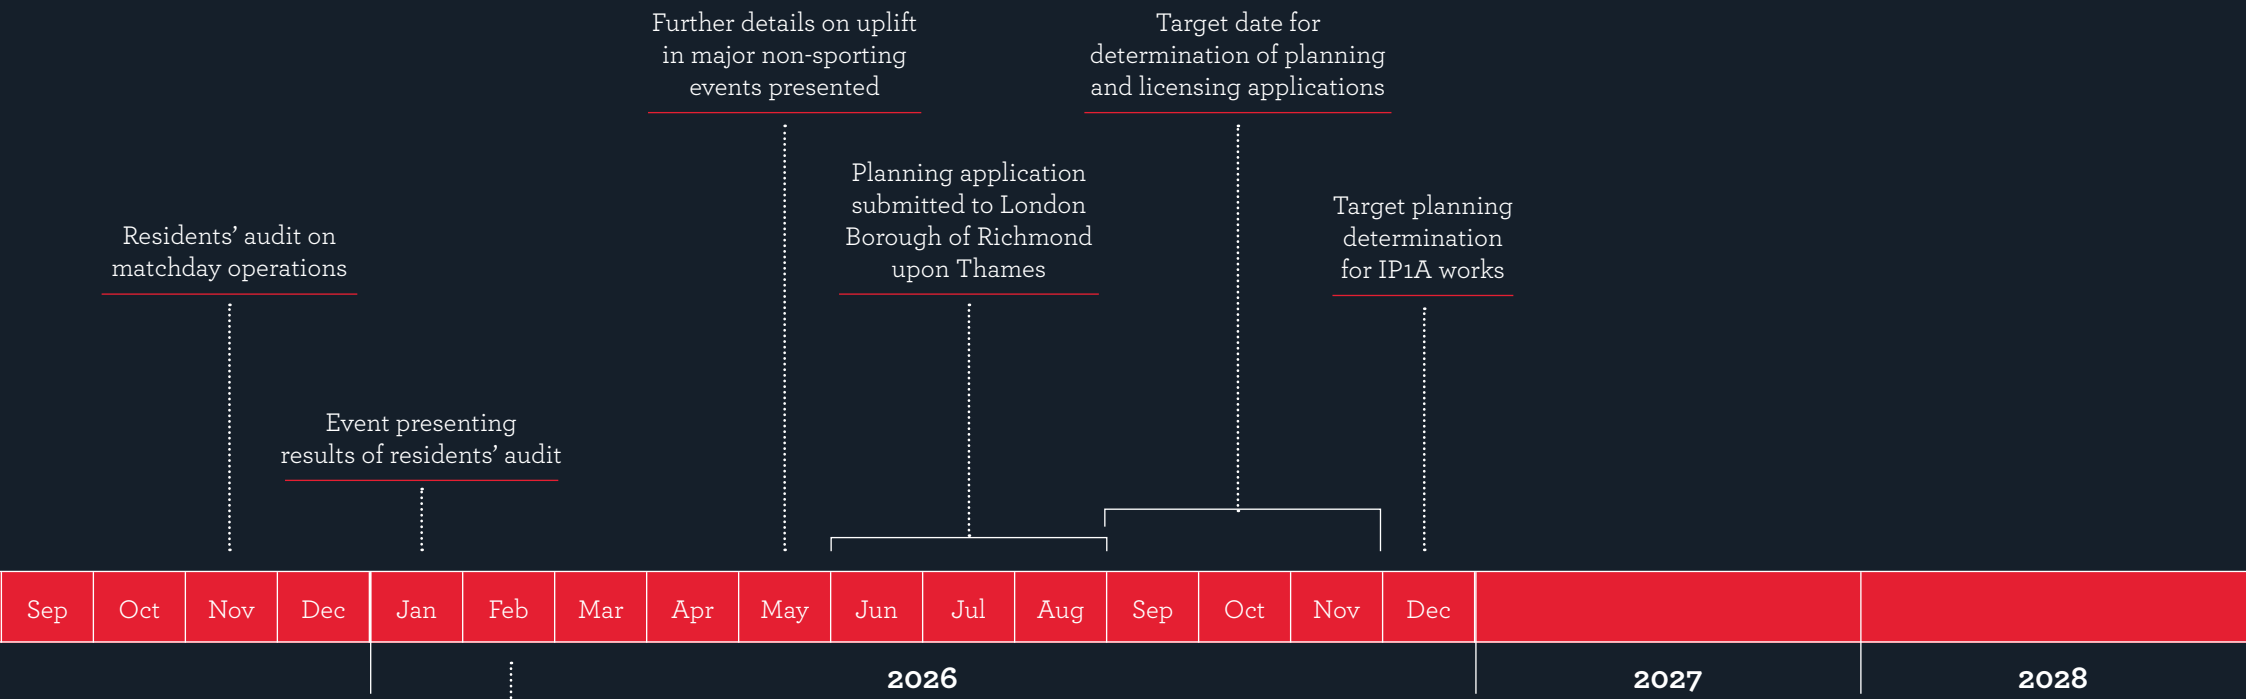 Further details on uplift
in major non-sporting
events presented
Target date for
determination of planning
and licensing applications
Planning application
submitted to London
Borough of Richmond
upon Thames
Target planning
determination
for IP1A works
Residents’ audit on
matchday operations
Event presenting
results of residents’ audit
Sep Oct Nov Dec Jan Feb Mar Apr May Jun Jul Aug Sep Oct Nov Dec
2026 2027 2028